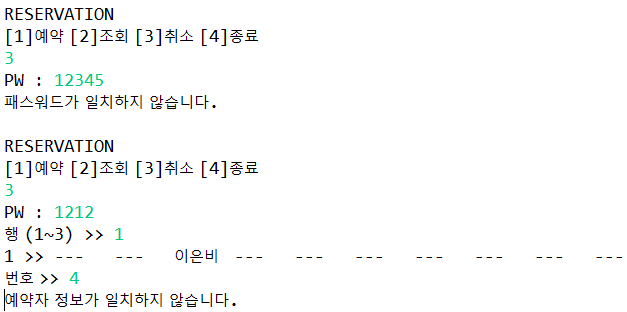 RESERVATION
[1]예약 [2]조회 [3]취소 [4]종료
3
PW : 12345
패스워드가 일치하지 않습니다.
RESERVATION
[1]예약 [2]조회 [3]취소 [4]종료
3
PW : 1212
행 (1~3) >> 1
1 >> --- --- 이은비 --- --- --- --- --- --- ---
번호 >> 4
예약자 정보가 일치하지 않습니다.